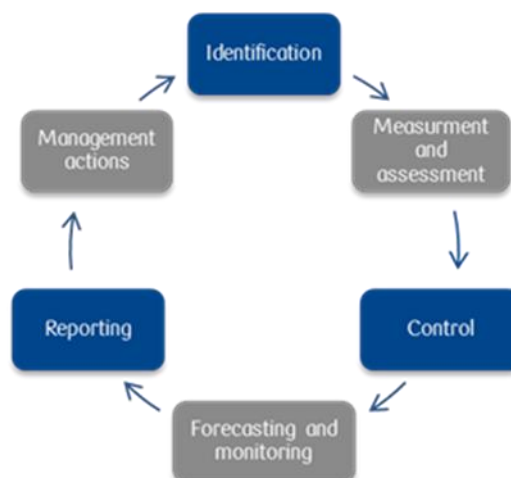 Identification
Measurment
and
assessment
Control
Forecasting and
monitoring
Reporting
Management
actions